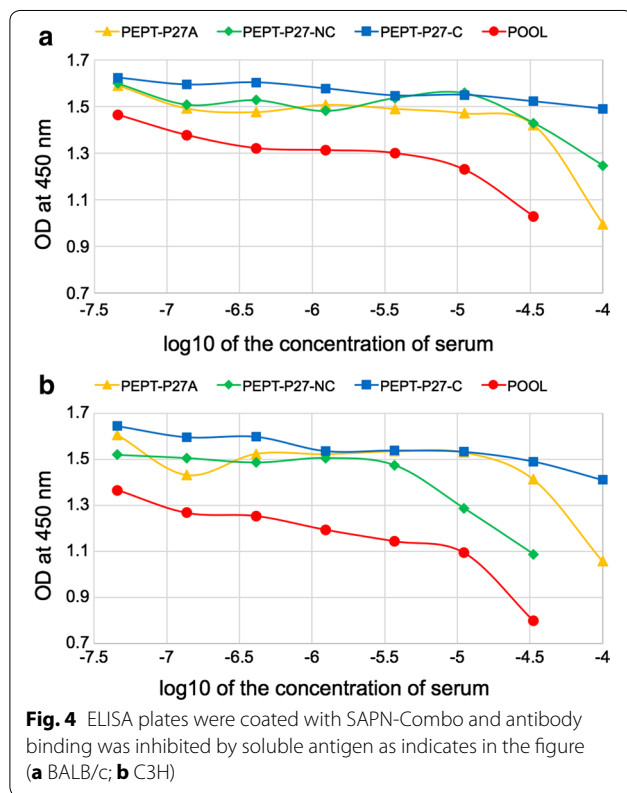 a
PEPT-P27A PEPT-P27-NC PEPT-P27-C POOL
1.7
1.5
1.3
1.1
0.9
0.7
OD at 450 nm
-7.5 -7 -6.5 -6 -5.5 -5 -4.5 -4
log10 of the concentration of serum
b
PEPT-P27A PEPT-P27-NC PEPT-P27-C POOL
1.7
1.5
1.3
1.1
0.9
0.7
OD at 450 nm
-7.5 -7 -6.5 -6 -5.5 -5 -4.5 -4
log10 of the concentration of serum
Fig. 4 ELISA plates were coated with SAPN-Combo and antibody
binding was inhibited by soluble antigen as indicates in the figure
(a BALB/c; b C3H)